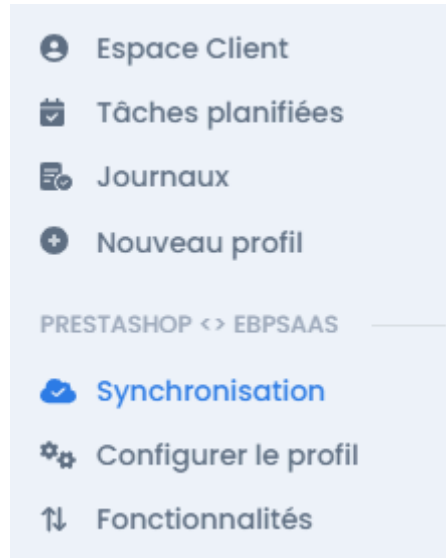 Espace Client
Tâches planifiées
Journaux
Nouveau profil
PRESTASHOP <> EBPSAAS
Synchronisation
Configurer le profil
Fonctionnalités